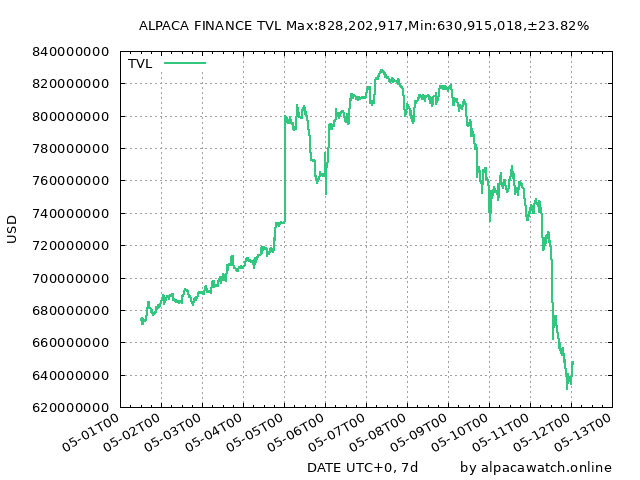 ALPACA FINANCE TVL Max:828,202,917,Min:630,915,018,±23.82%
TVL
840000000
820000000
800000000
780000000
760000000
740000000
720000000
700000000
680000000
660000000
640000000
620000000
USD
05-01T00
05-02T00
05-03T00
05-04T00
05-05T00
05-06T00
05-07T00
05-08T00
05-09T00
05-10T00
05-11T00
05-12T00
05-13T00
DATE UTC+0, 7d
by alpacawatch.online